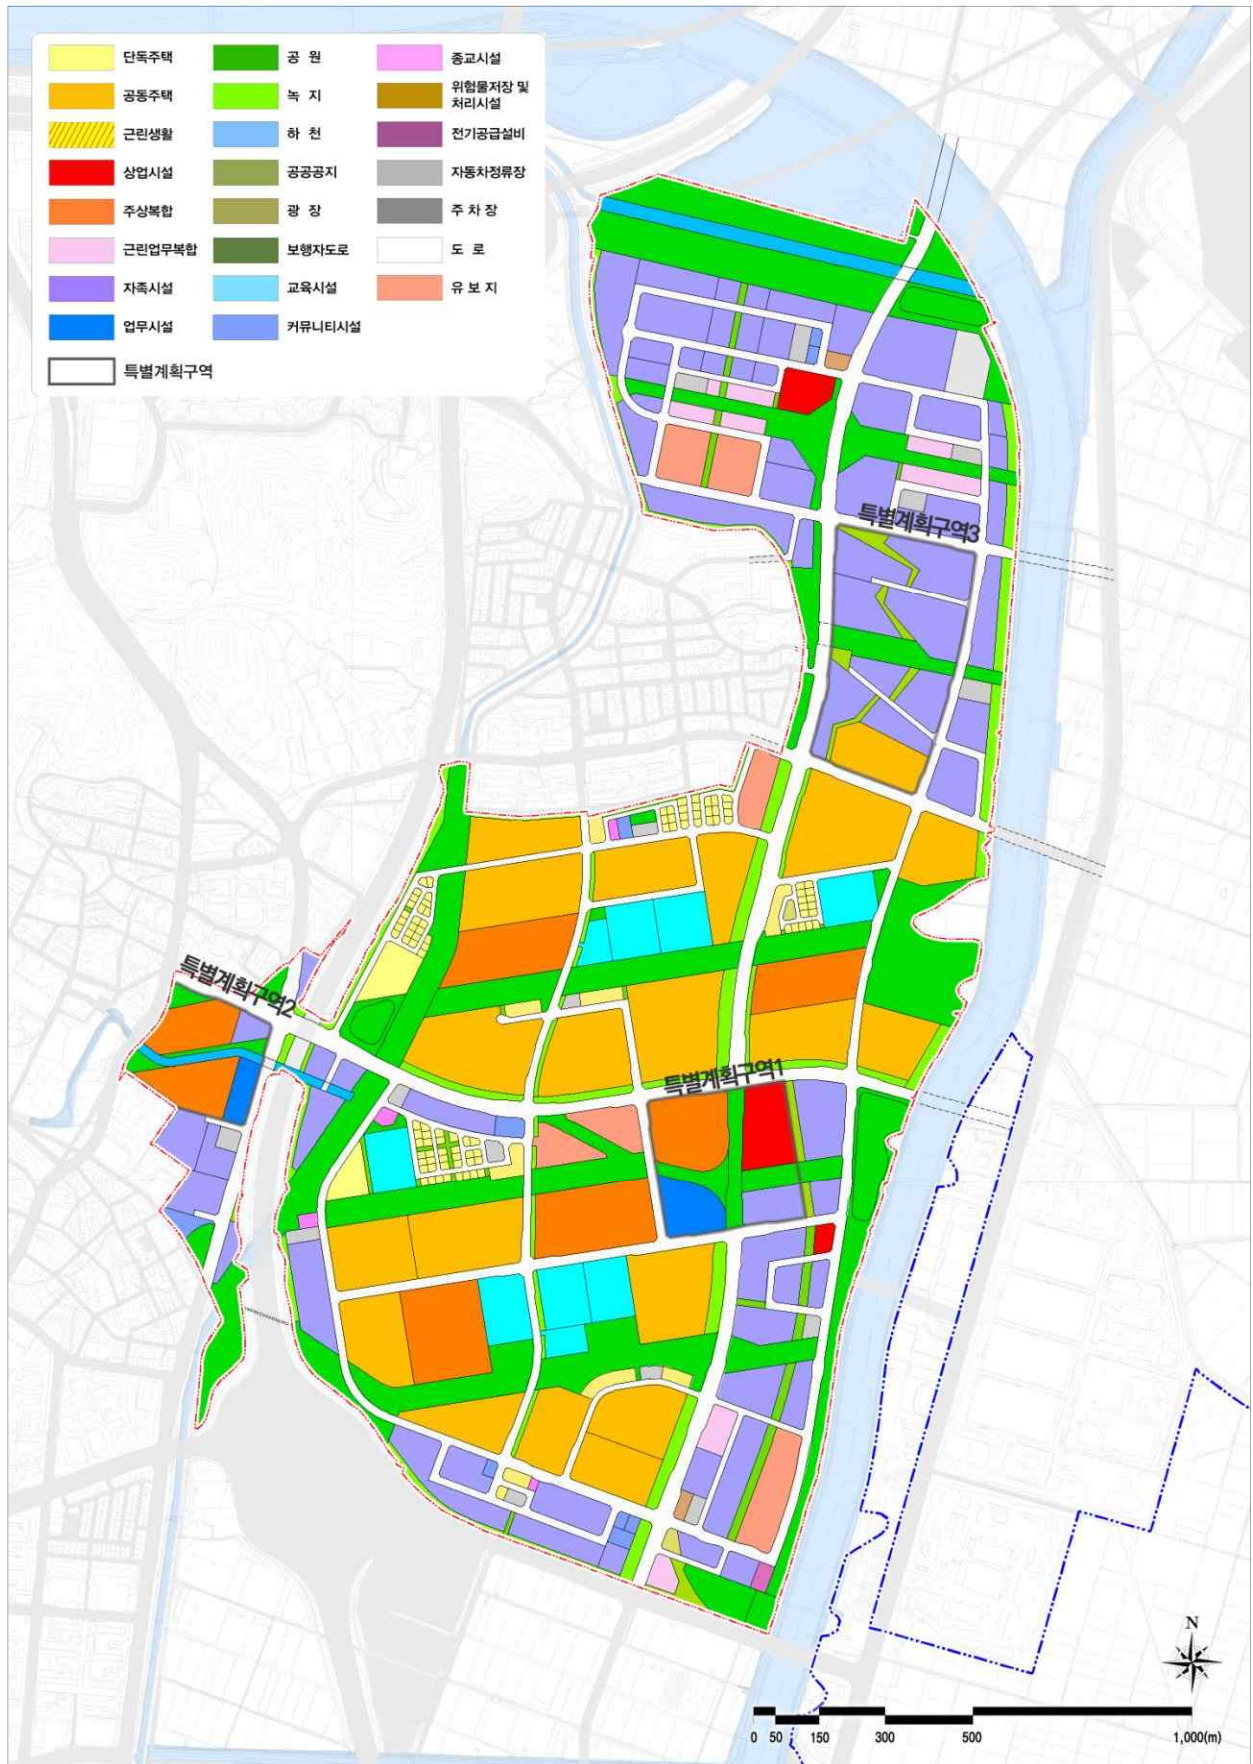 단독주택
공동주택
근린생활
상업시설
주상복합
근린업무복합
자족시설
업무시설
특별계획구역
공 원
녹 지
하 천
공공공지
광 장
보행자도로
교육시설
커뮤니티시설
종교시설
위험물저장 및
처리시설
전기공급설비
자동차정류장
주 차 장
도 로
유 보 지
특별계획구역3
특별계획구역2
특별계획구역1
N
0 50 150 300 500 1,000(m)